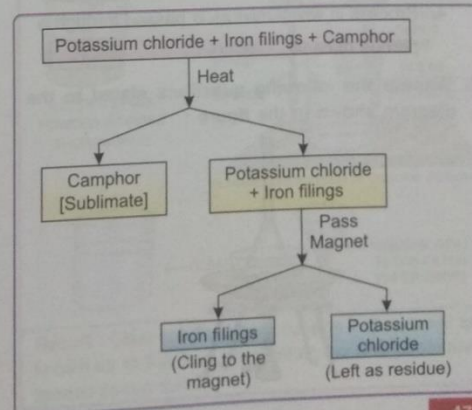 Potassium chloride + Iron filings + Camphor
Heat
Camphor
[Sublimate]
Potassium chloride
+ Iron filings
Pass
Magnet
Iron filings
(Cling to the
magnet)
Potassium
chloride
(Left as residue)